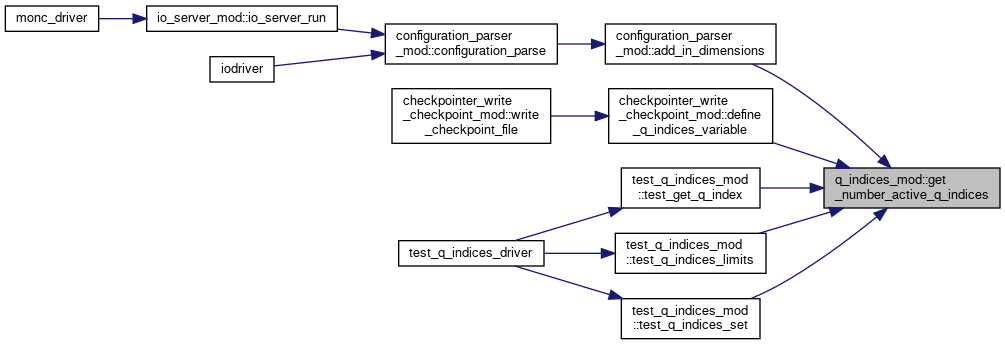 monc_driver
io_server_mod::io_server_run
iodriver
configuration_parser
_mod::configuration_parse
configuration_parser
_mod::add_in_dimensions
checkpointer_write
_checkpoint_mod::write
_checkpoint_file
checkpointer_write
_checkpoint_mod::define
_q_indices_variable
q_indices_mod::get
_number_active_q_indices
test_q_indices_mod
::test_get_q_index
test_q_indices_driver
test_q_indices_mod
::test_q_indices_limits
test_q_indices_mod
::test_q_indices_set